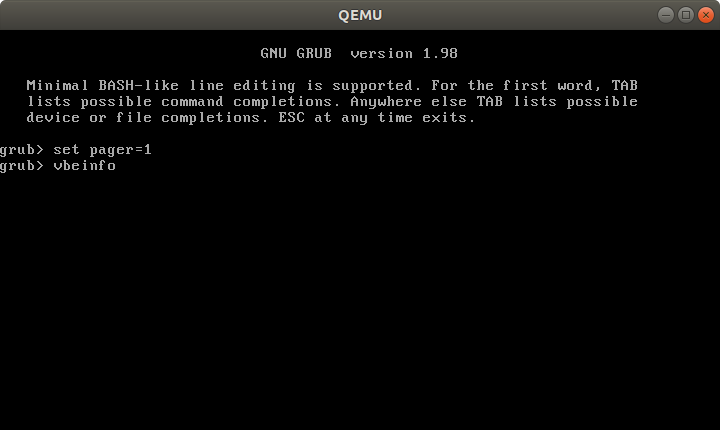 QEMU
GNU GRUB  version 1.98
Minimal BASH-like line editing is supported. For the first word, TAB
lists possible command completions. Anywhere else TAB lists possible
device or file completions. ESC at any time exits.
grub> set pager=1
grub> vbeinfo